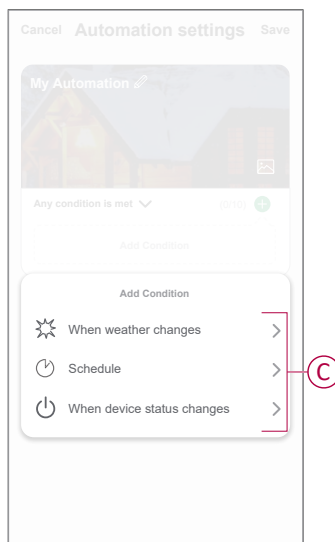 Cancel Automation settings Save
My Automation
Any condition is met (0/10)
Add Condition
Add Condition
When weather changes
Schedule
When device status changes
C